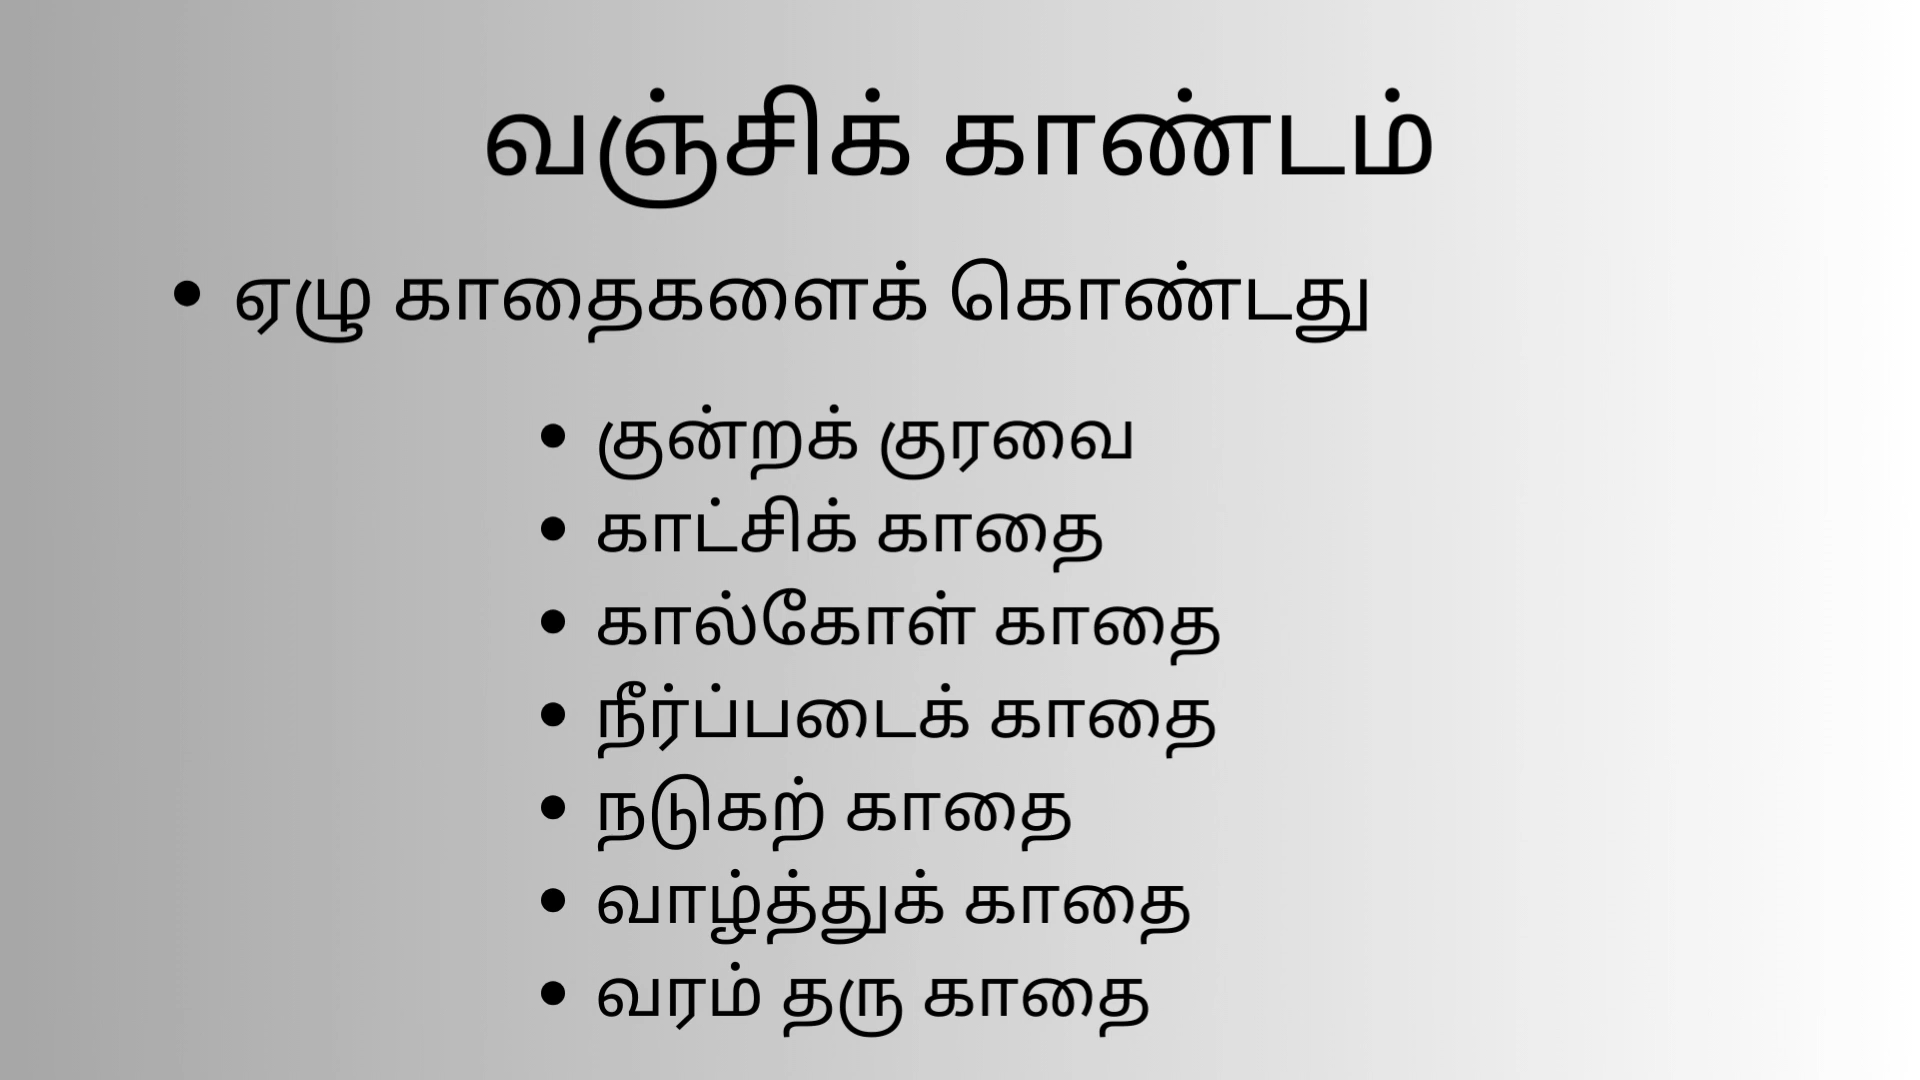 வஞ்சிக் காண்டம்
• ஏழு காதைகளைக் கொண்டது
• குன்றக் குரவை
• காட்சிக் காதை
• கால்கோள் காதை
• நீர்ப்படைக் காதை
• நடுகற் காதை
• வாழ்த்துக் காதை
• வரம் தரு காதை